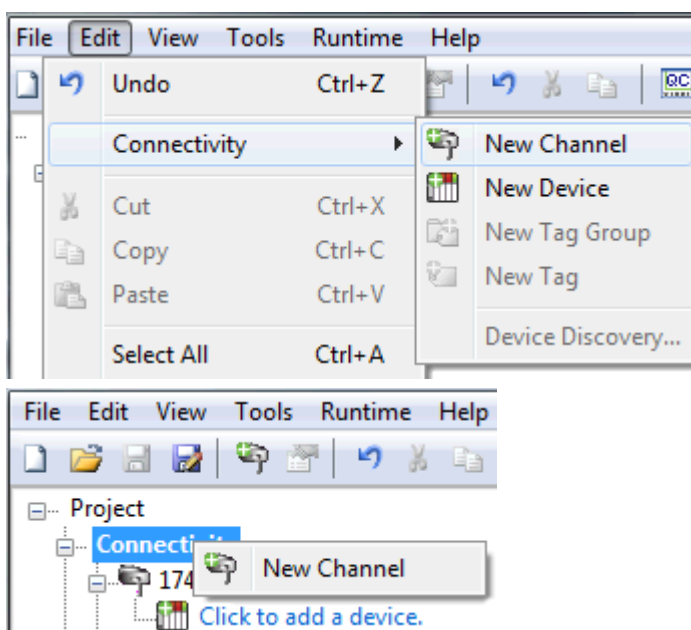 File Edit View Tools Runtime Help
Undo Ctrl+Z
QC
Connectivity
New Channel
New Device
New Tag Group
New Tag
Device Discovery...
Cut Ctrl+X
Copy Ctrl+C
Paste Ctrl+V
Select All Ctrl+A
File Edit View Tools Runtime Help
Project
New Channel
174
Click to add a device.